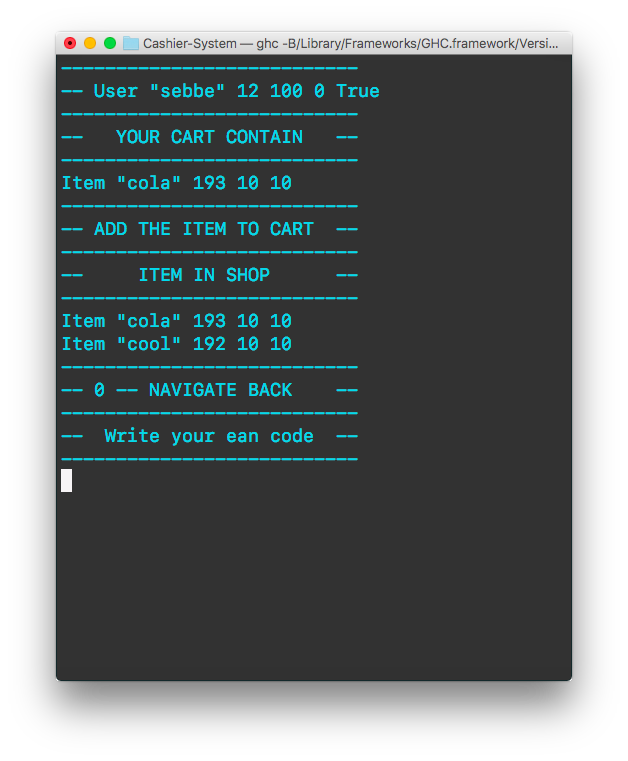 Cashier-System — ghc -B/Library/Frameworks/GHC.framework/Versi...
---------------------------
-- User "sebbe" 12 100 0 True
---------------------------
--   YOUR CART CONTAIN   --
---------------------------
Item "cola" 193 10 10
---------------------------
-- ADD THE ITEM TO CART  --
---------------------------
--     ITEM IN SHOP      --
---------------------------
Item "cola" 193 10 10
Item "cool" 192 10 10
---------------------------
-- 0 -- NAVIGATE BACK    --
---------------------------
--  Write your ean code  --
---------------------------